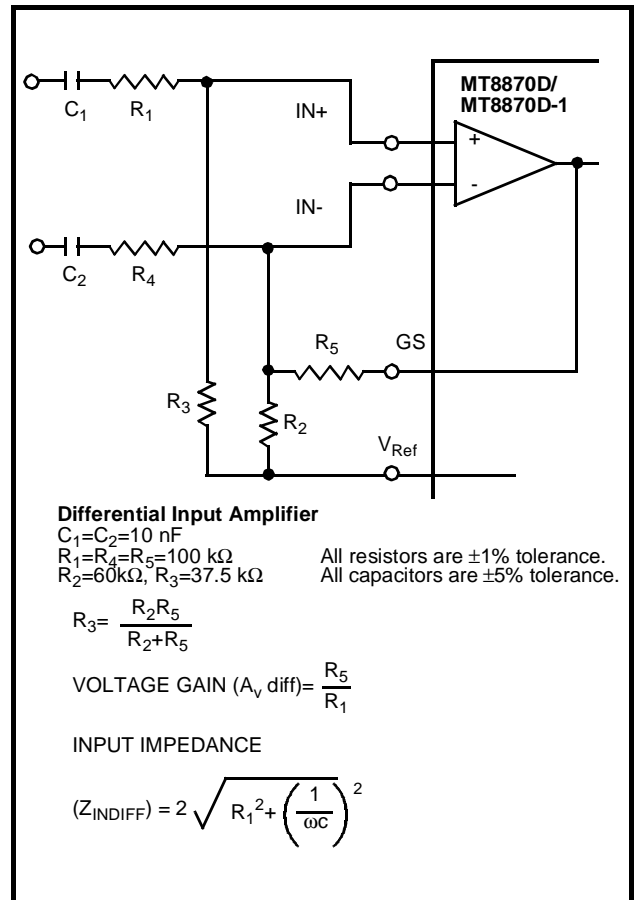 MT8870D/
MT8870D-1
C₁ R₁ IN+
+
-
IN-
C₂ R₄
R₅ GS
R₃ R₂
V_Ref
Differential Input Amplifier
C₁=C₂=10 nF
R₁=R₄=R₅=100 kΩ All resistors are ±1% tolerance.
R₂=60kΩ, R₃=37.5 kΩ All capacitors are ±5% tolerance.
R₃= R₂R₅
R₂+R₅
VOLTAGE GAIN (Aᵥ diff)= R₅
R₁
INPUT IMPEDANCE
(Z_INDIFF) = 2 √ R₁²+ (1/ωc)²